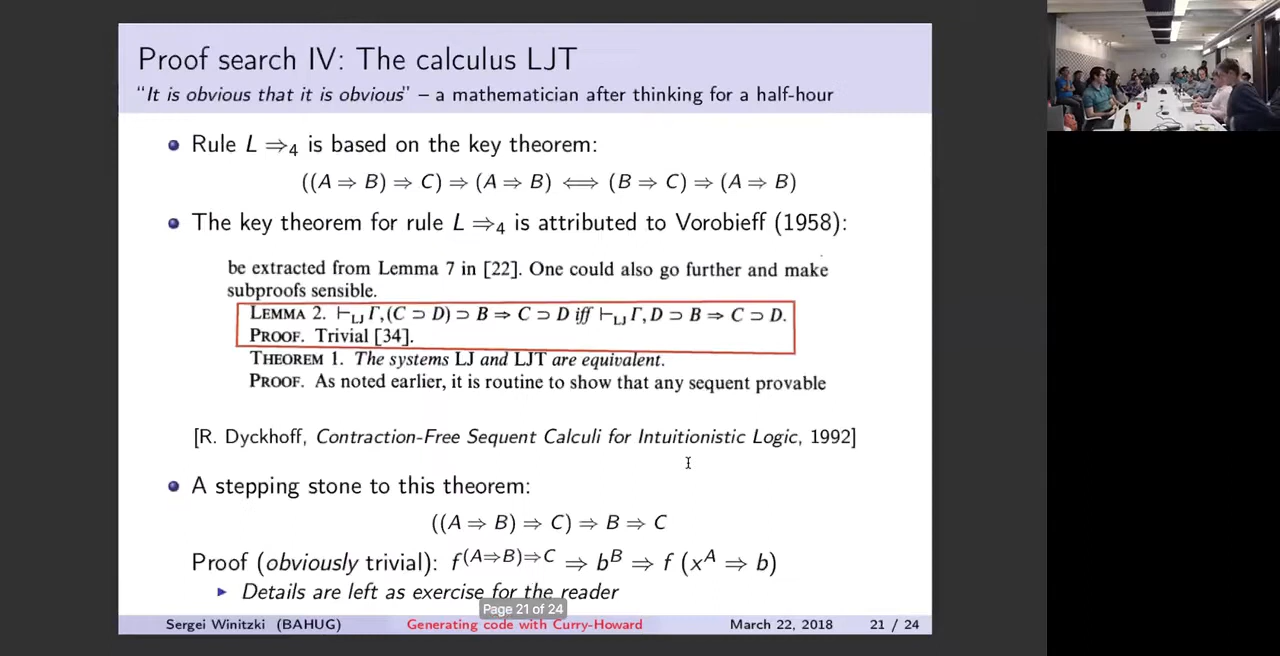 Proof search IV: The calculus LJT
“It is obvious that it is obvious” – a mathematician after thinking for a half-hour
Rule L ⇒₄ is based on the key theorem:
((A ⇒ B) ⇒ C) ⇒ (A ⇒ B) ⟺ (B ⇒ C) ⇒ (A ⇒ B)
The key theorem for rule L ⇒₄ is attributed to Vorobieff (1958):
be extracted from Lemma 7 in [22]. One could also go further and make
subproofs sensible.
LEMMA 2. ⊢LJ Γ, (C ⊃ D) ⊃ B ⇒ C ⊃ D iff ⊢LJ Γ, D ⊃ B ⇒ C ⊃ D.
PROOF. Trivial [34].
THEOREM 1. The systems LJ and LJT are equivalent.
PROOF. As noted earlier, it is routine to show that any sequent provable
[R. Dyckhoff, Contraction-Free Sequent Calculi for Intuitionistic Logic, 1992]
A stepping stone to this theorem:
((A ⇒ B) ⇒ C) ⇒ B ⇒ C
Proof (obviously trivial): f^(A⇒B)⇒C ⇒ b^B ⇒ f (x^A ⇒ b)
Details are left as exercise for the reader
Page 21 of 24
Sergei Winitzki (BAHUG) Generating code with Curry-Howard March 22, 2018 21 / 24